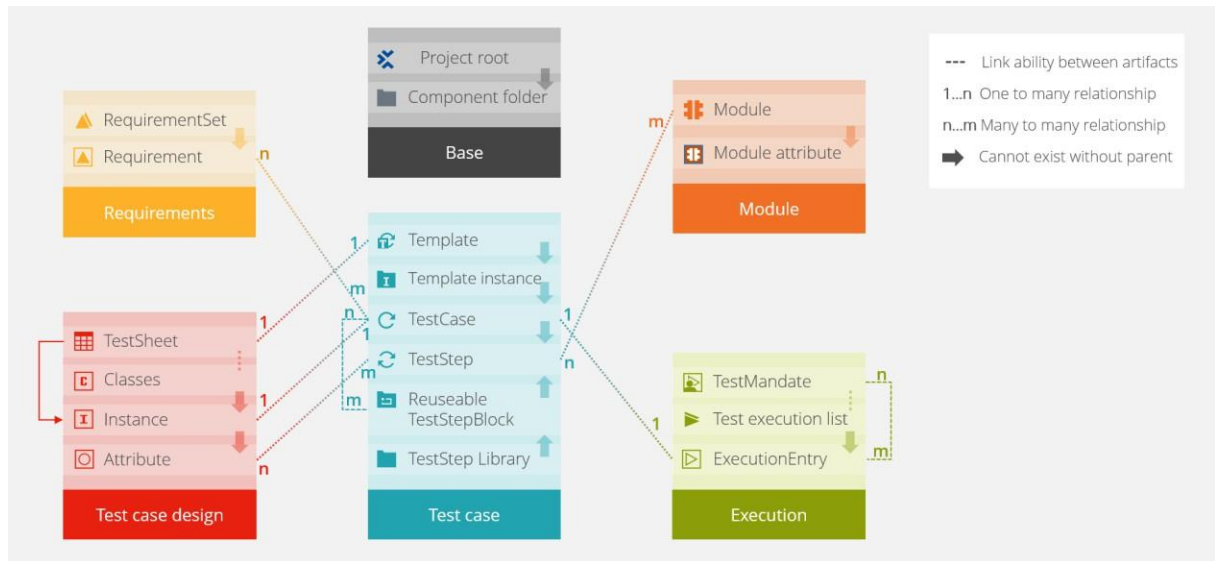 Project root
Component folder
Base
RequirementSet
Requirement
n
Requirements
m
Module
Module attribute
Module
--- Link ability between artifacts
1...n One to many relationship
n...m Many to many relationship
Cannot exist without parent
1
Template
m
I
Template instance
n
TestCase
1
1
TestStep
n
m
m
Reuseable
TestStepBlock
TestStep Library
Test case
1
TestSheet
C
Classes
1
I
Instance
Attribute
n
Test case design
TestMandate
n
Test execution list
1
ExecutionEntry
m
Execution